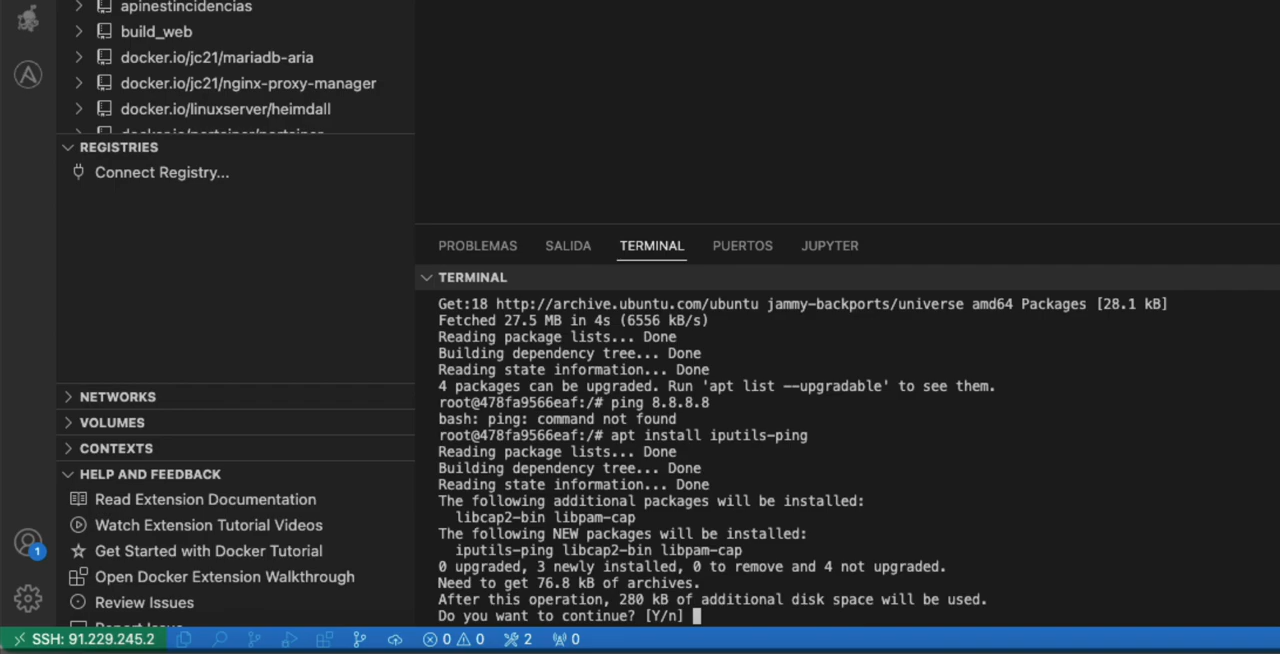 apinestincidencias
build_web
docker.io/jc21/mariadb-aria
docker.io/jc21/nginx-proxy-manager
docker.io/linuxserver/heimdall
docker.io/portainer/portainer
REGISTRIES
Connect Registry...
NETWORKS
VOLUMES
CONTEXTS
HELP AND FEEDBACK
Read Extension Documentation
Watch Extension Tutorial Videos
Get Started with Docker Tutorial
Open Docker Extension Walkthrough
Review Issues
Report Issue
1
PROBLEMAS SALIDA TERMINAL PUERTOS JUPYTER
TERMINAL
Get:18 http://archive.ubuntu.com/ubuntu jammy-backports/universe amd64 Packages [28.1 kB]
Fetched 27.5 MB in 4s (6556 kB/s)
Reading package lists... Done
Building dependency tree... Done
Reading state information... Done
4 packages can be upgraded. Run 'apt list --upgradable' to see them.
root@478fa9566eaf:/# ping 8.8.8.8
bash: ping: command not found
root@478fa9566eaf:/# apt install iputils-ping
Reading package lists... Done
Building dependency tree... Done
Reading state information... Done
The following additional packages will be installed:
libcap2-bin libpam-cap
The following NEW packages will be installed:
iputils-ping libcap2-bin libpam-cap
0 upgraded, 3 newly installed, 0 to remove and 4 not upgraded.
Need to get 76.8 kB of archives.
After this operation, 280 kB of additional disk space will be used.
Do you want to continue? [Y/n]
SSH: 91.229.245.2 0 0 2 0